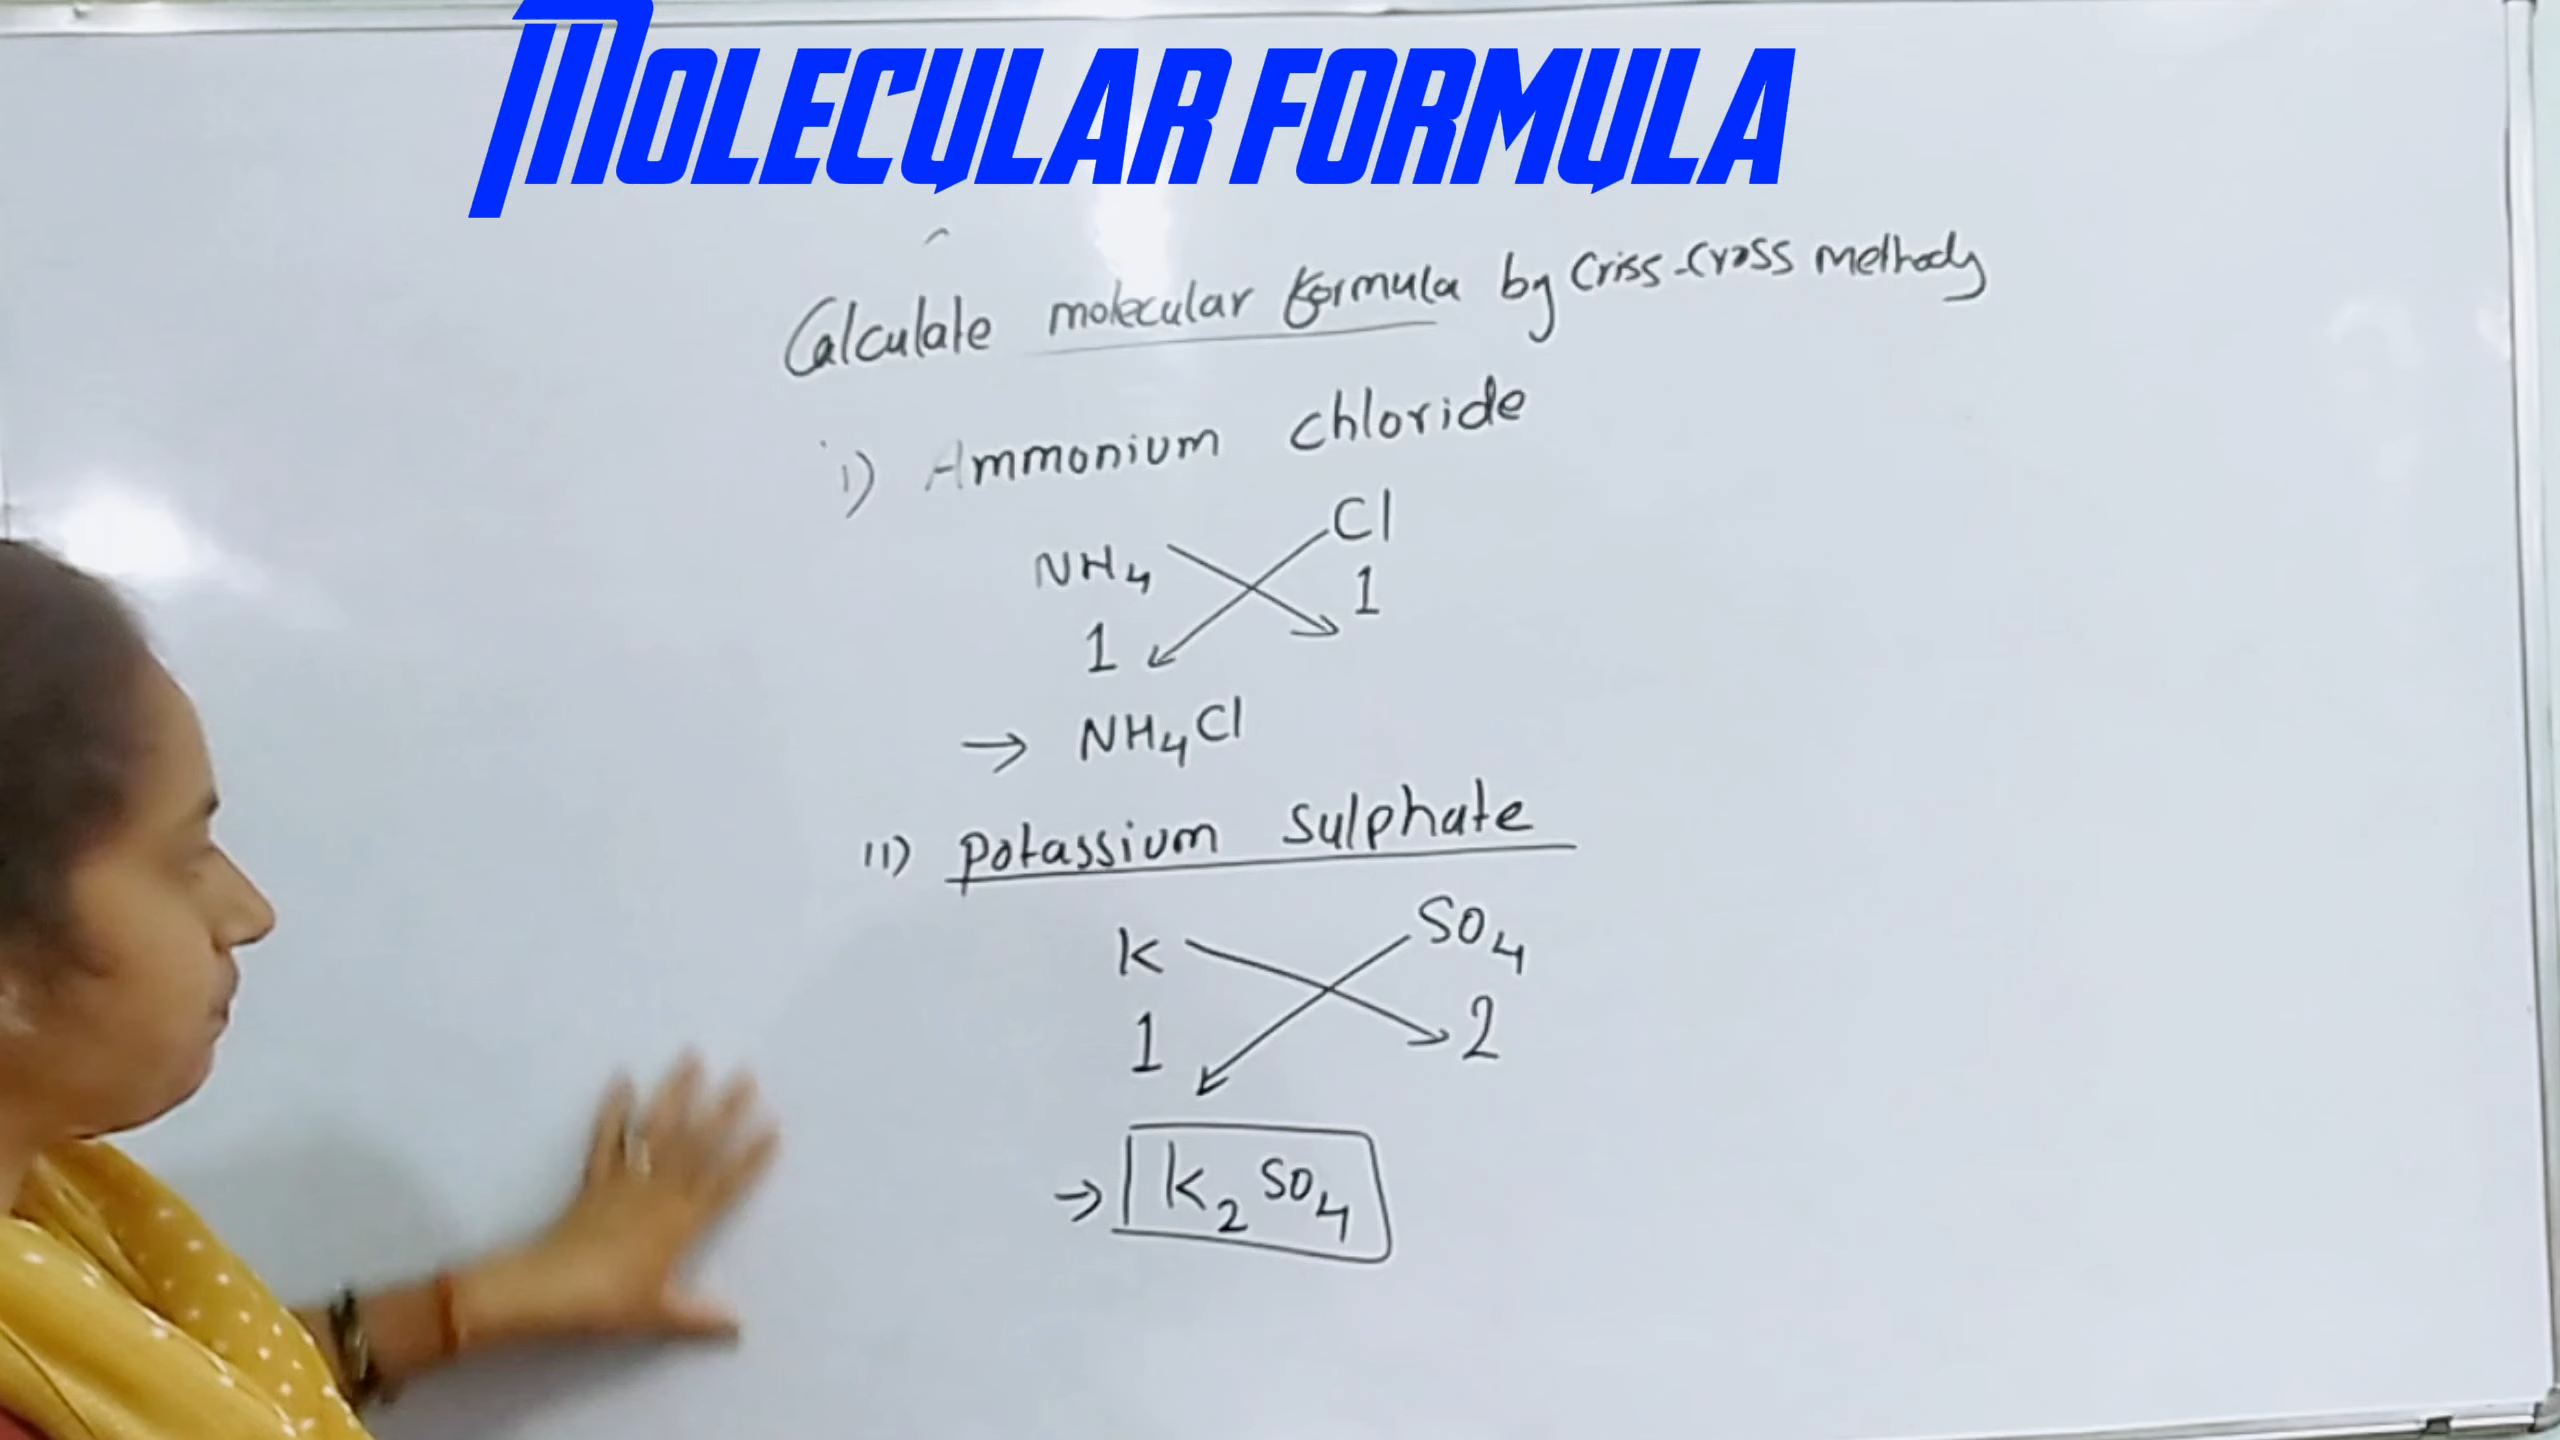 MOLECULAR FORMULA
Calculate molecular formula by Criss-Cross methods
i) Ammonium chloride
NH4 Cl
1 1
→ NH4Cl
ii) potassium sulphate
K SO4
1 2
→ K2SO4